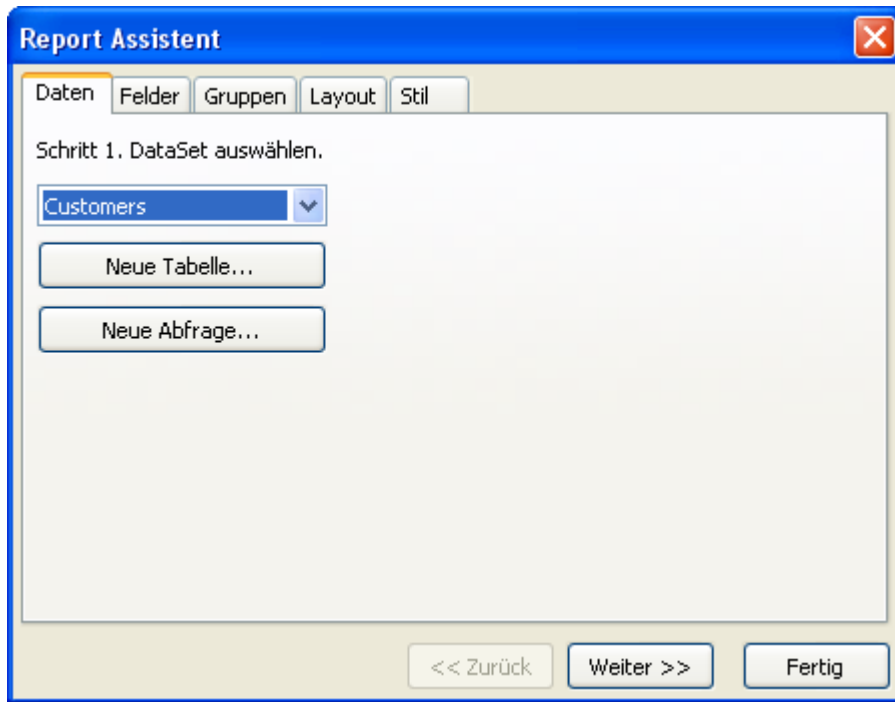 Report Assistent
Daten Felder Gruppen Layout Stil
Schritt 1. DataSet auswählen.
Customers
Neue Tabelle...
Neue Abfrage...
<< Zurück Weiter >> Fertig